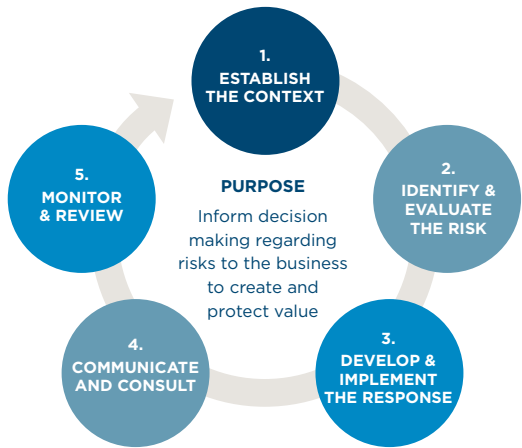 1.
ESTABLISH
THE CONTEXT
2.
IDENTIFY &
EVALUATE
THE RISK
3.
DEVELOP &
IMPLEMENT
THE RESPONSE
4.
COMMUNICATE
AND CONSULT
5.
MONITOR
& REVIEW
PURPOSE
Inform decision
making regarding
risks to the business
to create and
protect value